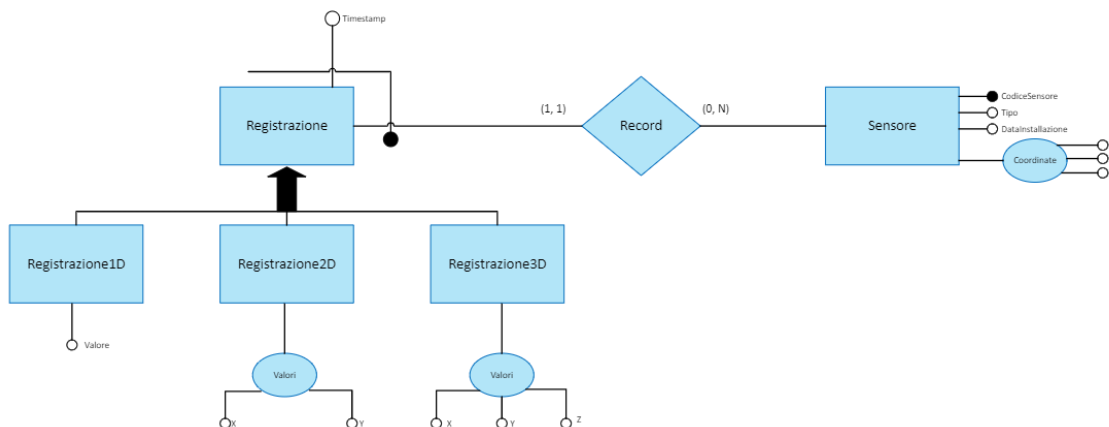 Timestamp
Registrazione
(1, 1)
Record
(0, N)
Sensore
CodiceSensore
Tipo
DataInstallazione
Coordinate
Registrazione1D
Registrazione2D
Registrazione3D
Valore
Valori
Valori
X
Y
X
Y
Z